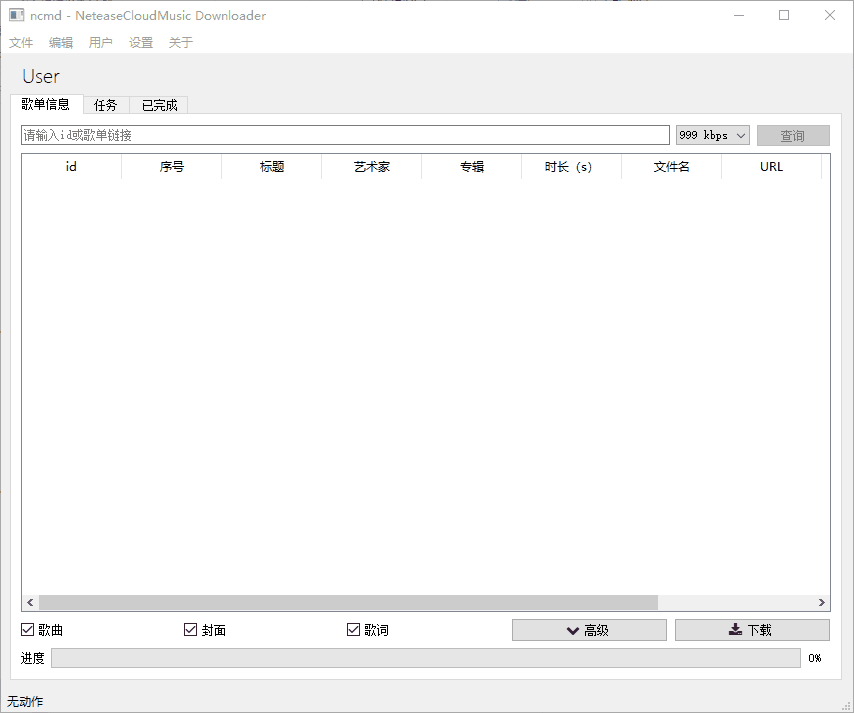 ncmd - NeteaseCloudMusic Downloader
文件 编辑 用户 设置 关于
User
歌单信息 任务 已完成
请输入id或歌单链接 999 kbps 查询
id 序号 标题 艺术家 专辑 时长（s） 文件名 URL
歌曲 封面 歌词 高级 下载
进度 0%
无动作